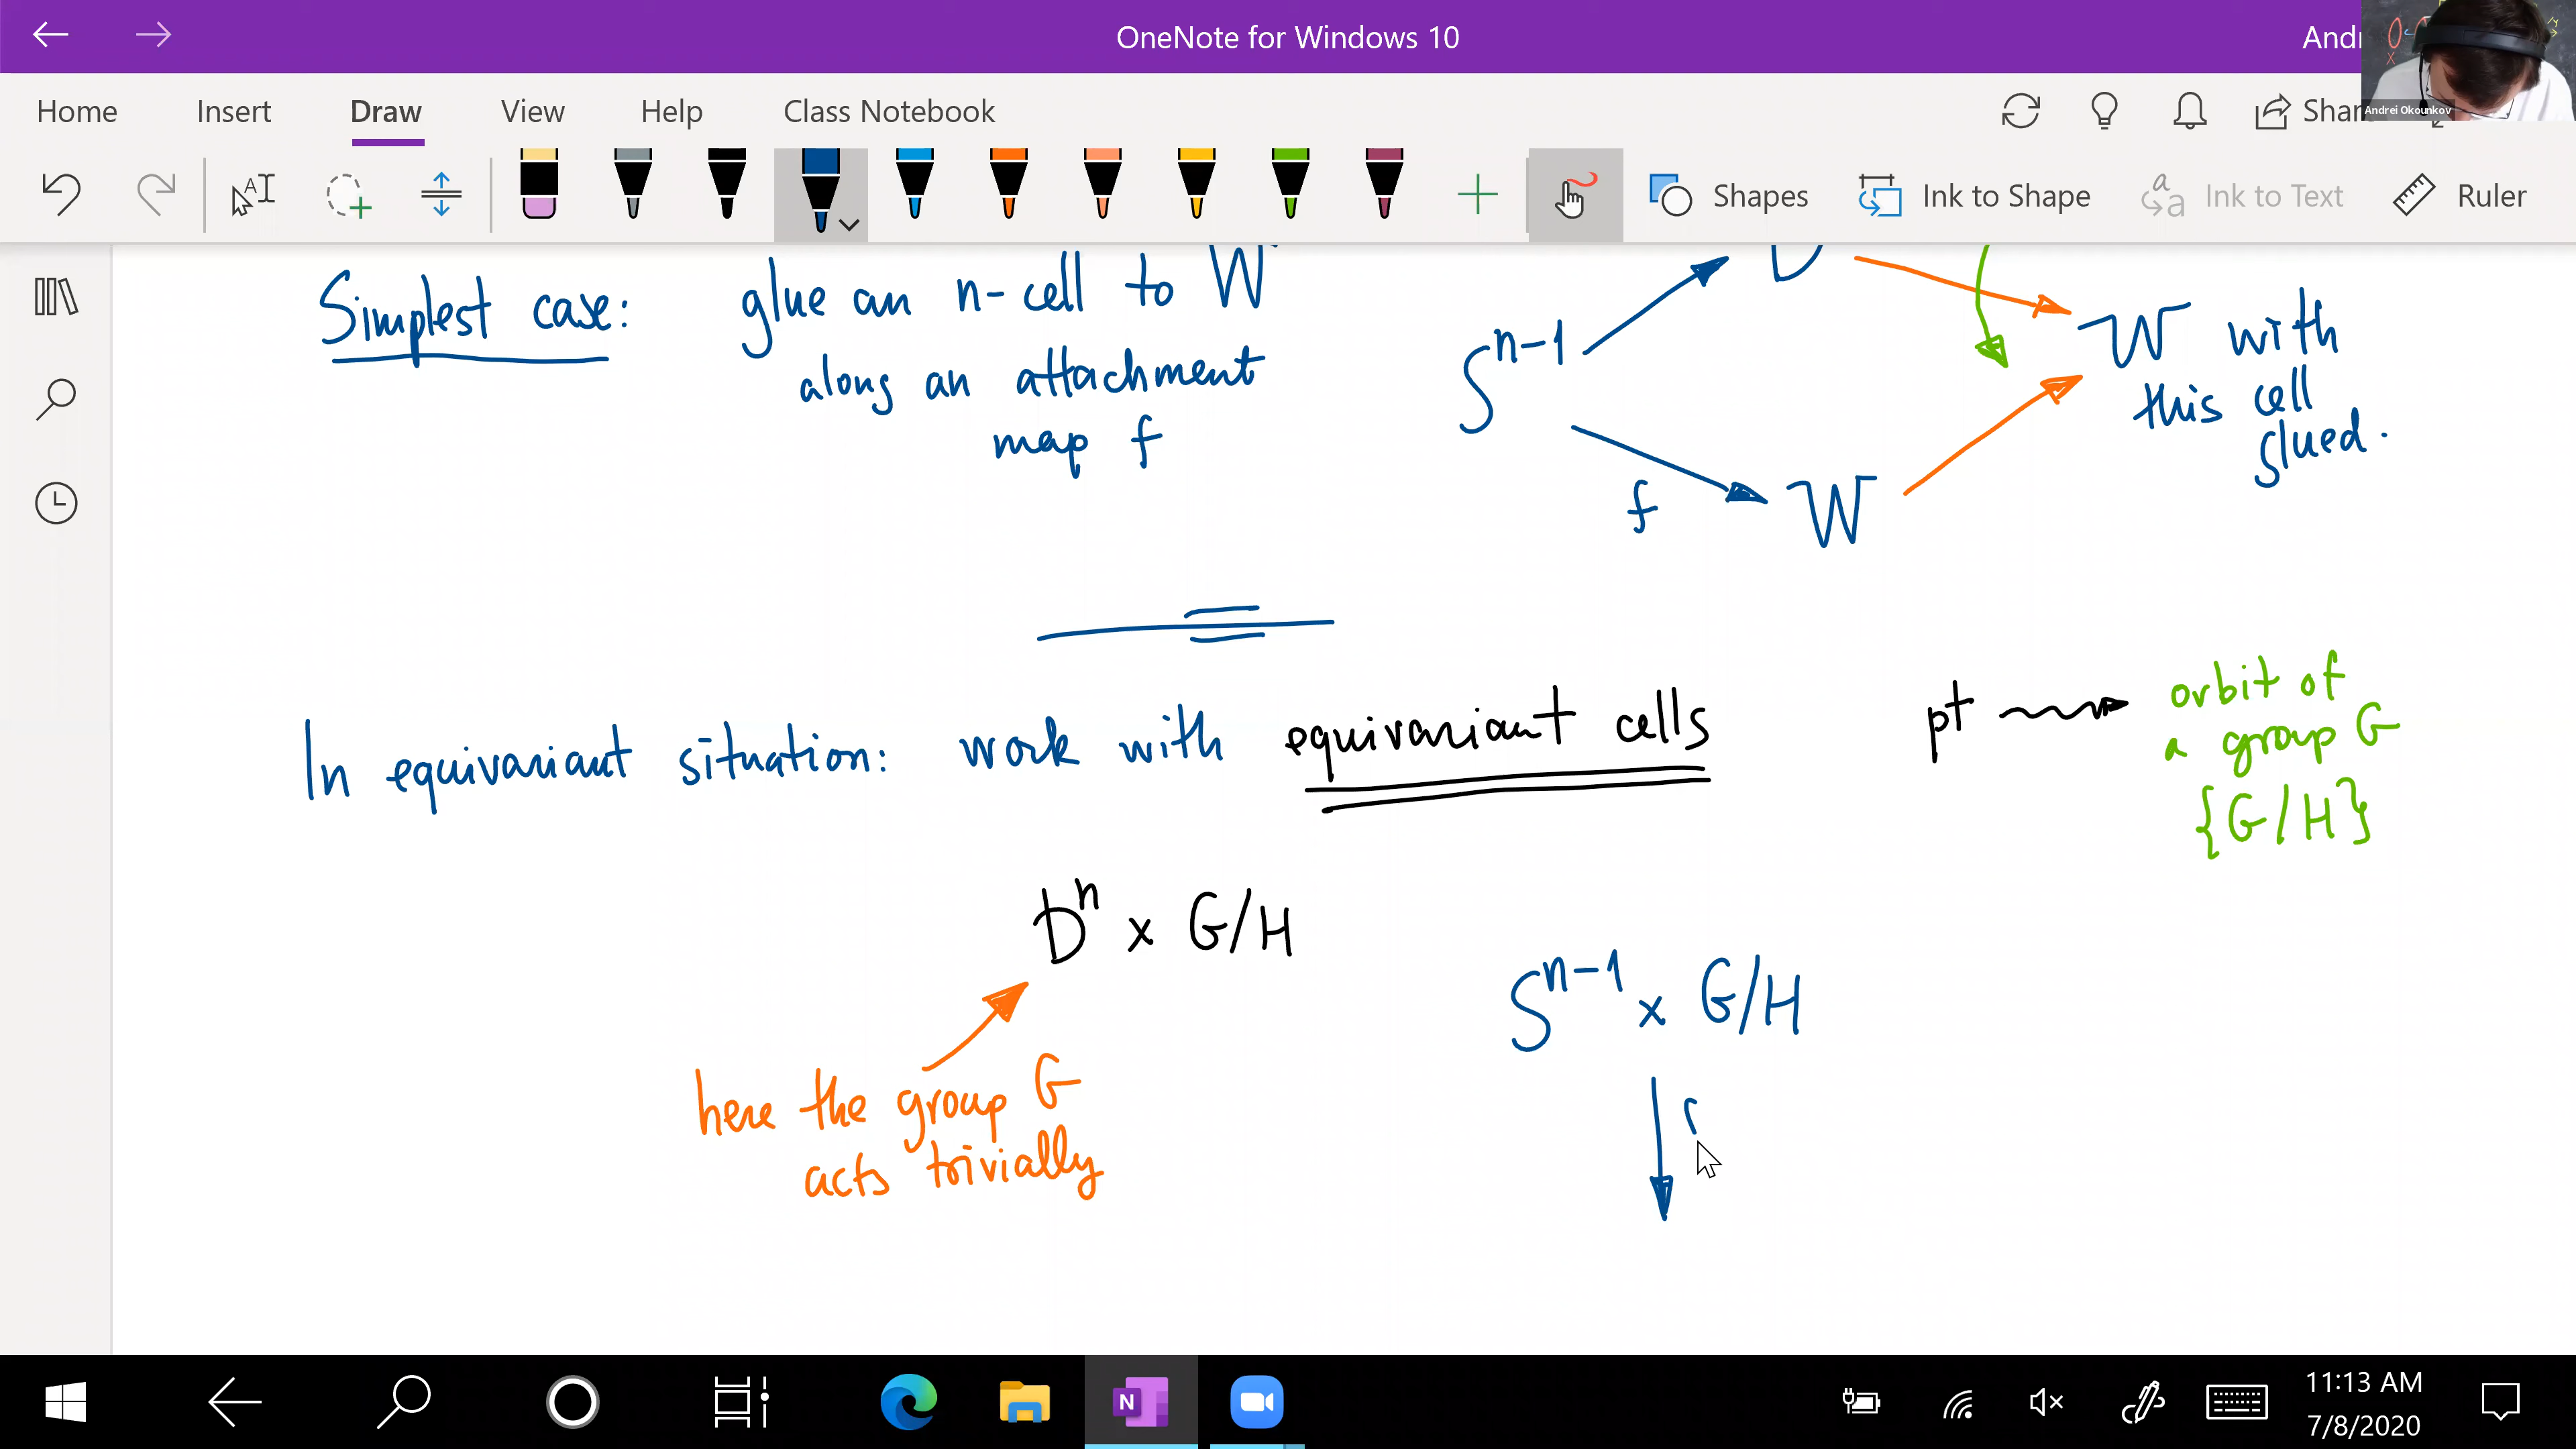 OneNote for Windows 10
Andr
Andrei Okounkov
Home Insert Draw View Help Class Notebook
Shapes Ink to Shape Ink to Text Ruler
Simplest case: glue an n-cell to W
along an attachment
map f
S^{n-1}
D
f
W
W with
this cell
glued.
In equivariant situation: work with equivariant cells
pt
orbit of
a group G
{G/H}
D^n × G/H
here the group G
acts trivially
S^{n-1} × G/H
11:13 AM
7/8/2020